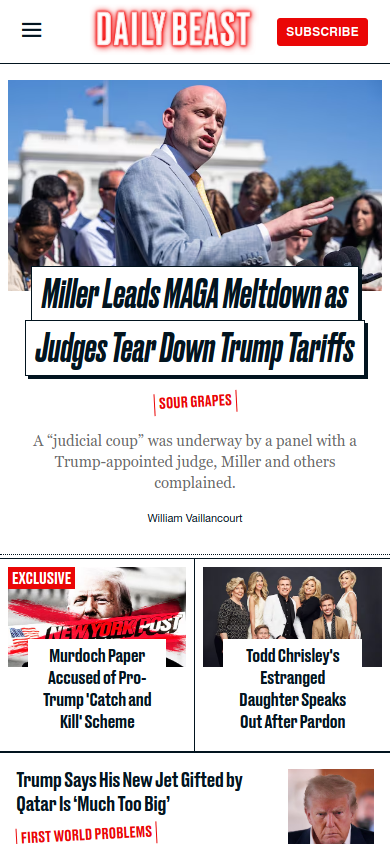 DAILY BEAST
SUBSCRIBE
Miller Leads MAGA Meltdown as
Judges Tear Down Trump Tariffs
SOUR GRAPES
A “judicial coup” was underway by a panel with a
Trump-appointed judge, Miller and others
complained.
William Vaillancourt
EXCLUSIVE
NEW YORK POST
Murdoch Paper
Accused of Pro-
Trump 'Catch and
Kill' Scheme
Todd Chrisley's
Estranged
Daughter Speaks
Out After Pardon
Trump Says His New Jet Gifted by
Qatar Is ‘Much Too Big’
FIRST WORLD PROBLEMS